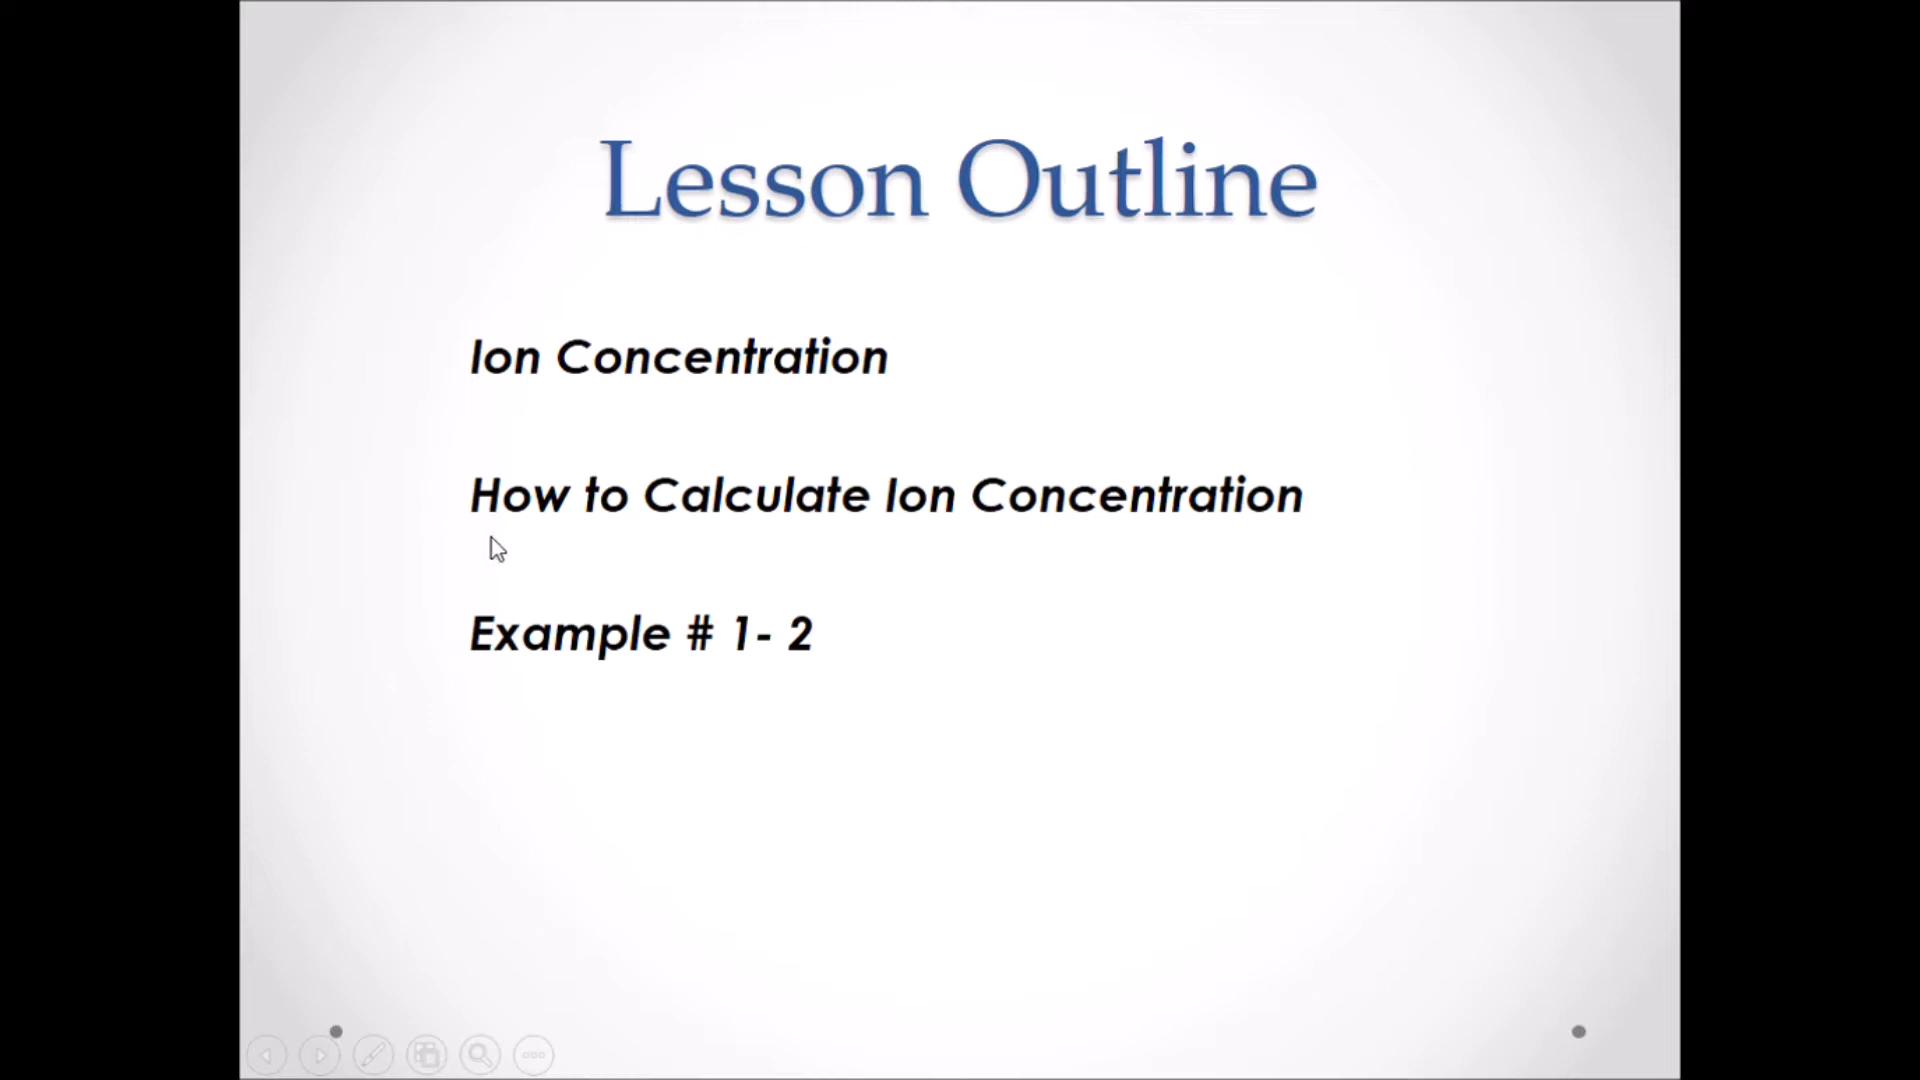 Lesson Outline
Ion Concentration
How to Calculate Ion Concentration
Example # 1- 2